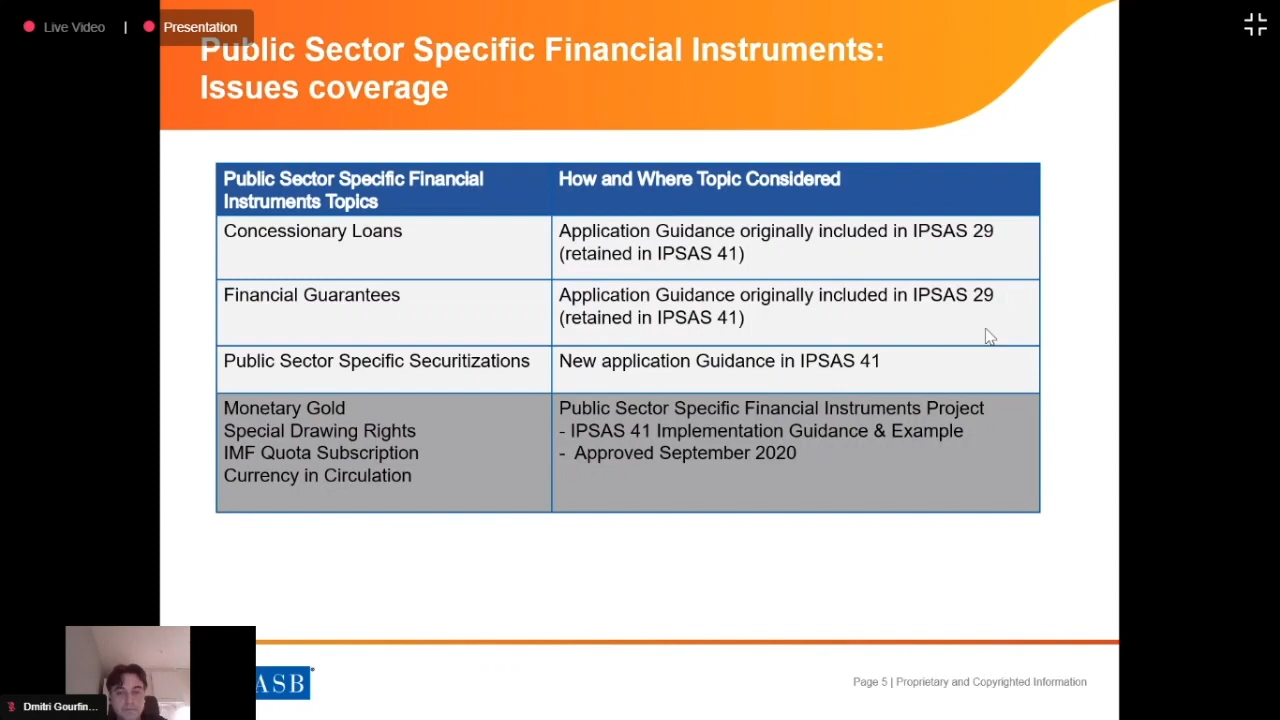 Live Video | Presentation
Public Sector Specific Financial Instruments:
Issues coverage
Public Sector Specific Financial
Instruments Topics
How and Where Topic Considered
Concessionary Loans
Application Guidance originally included in IPSAS 29
(retained in IPSAS 41)
Financial Guarantees
Application Guidance originally included in IPSAS 29
(retained in IPSAS 41)
Public Sector Specific Securitizations
New application Guidance in IPSAS 41
Monetary Gold
Special Drawing Rights
IMF Quota Subscription
Currency in Circulation
Public Sector Specific Financial Instruments Project
- IPSAS 41 Implementation Guidance & Example
- Approved September 2020
ASB
Page 5 | Proprietary and Copyrighted Information
Dmitri Gourfin...